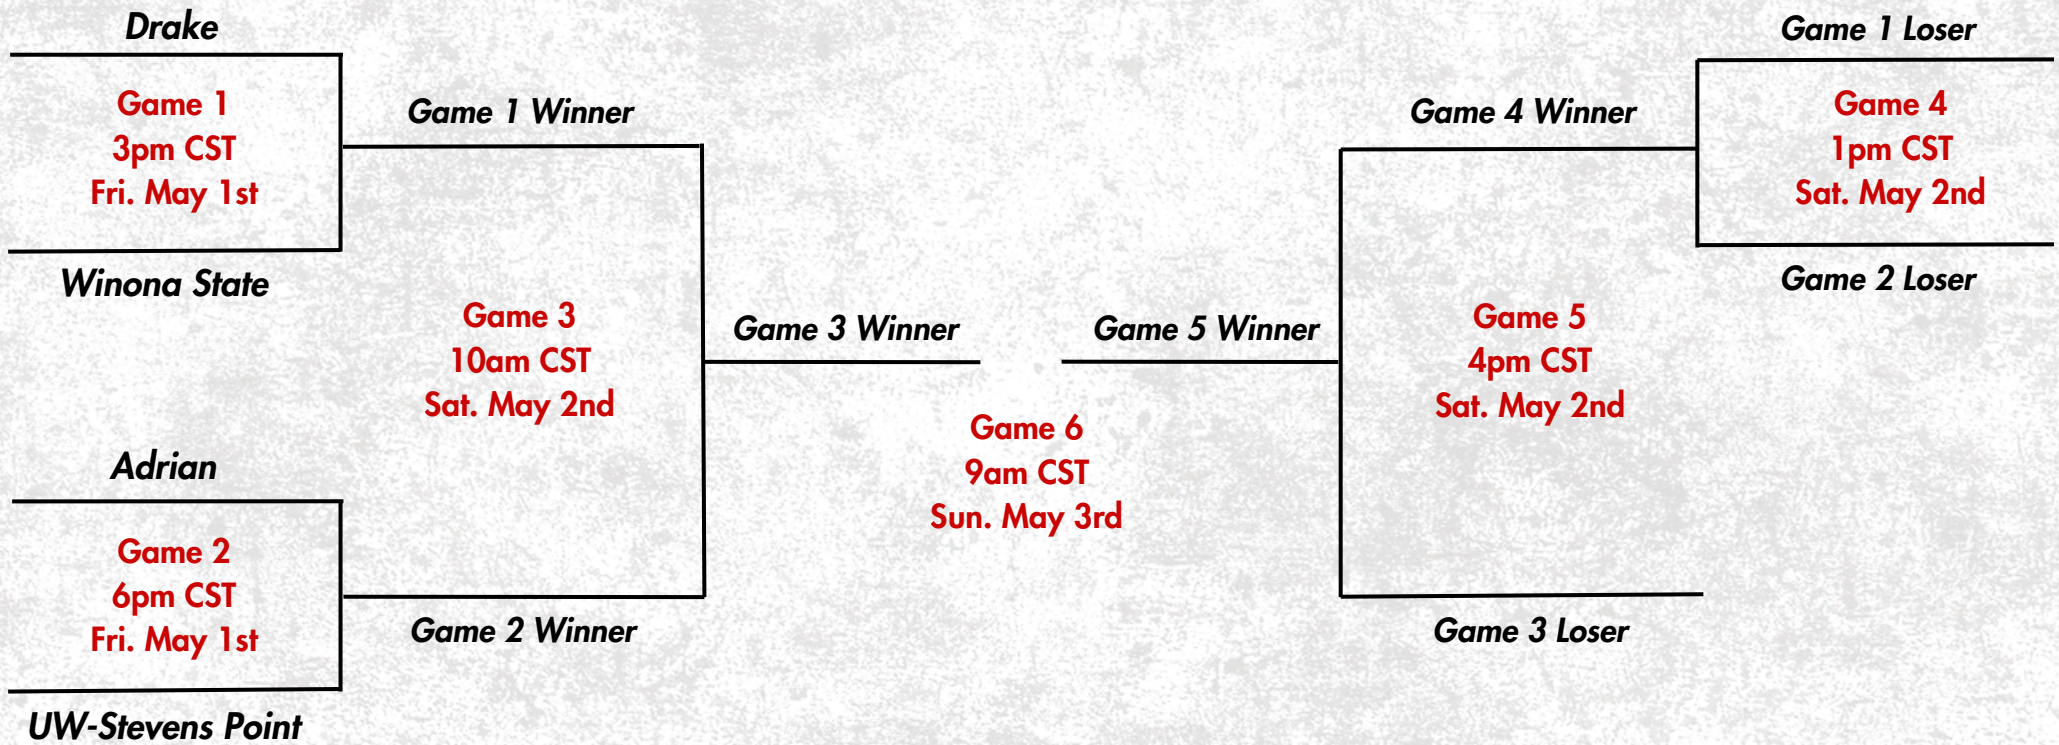 Drake
Game 1
3pm CST
Fri. May 1st
Winona State
Game 1 Winner
Game 3
10am CST
Sat. May 2nd
Adrian
Game 2
6pm CST
Fri. May 1st
UW-Stevens Point
Game 2 Winner
Game 3 Winner
Game 6
9am CST
Sun. May 3rd
Game 5 Winner
Game 4 Winner
Game 5
4pm CST
Sat. May 2nd
Game 3 Loser
Game 1 Loser
Game 4
1pm CST
Sat. May 2nd
Game 2 Loser